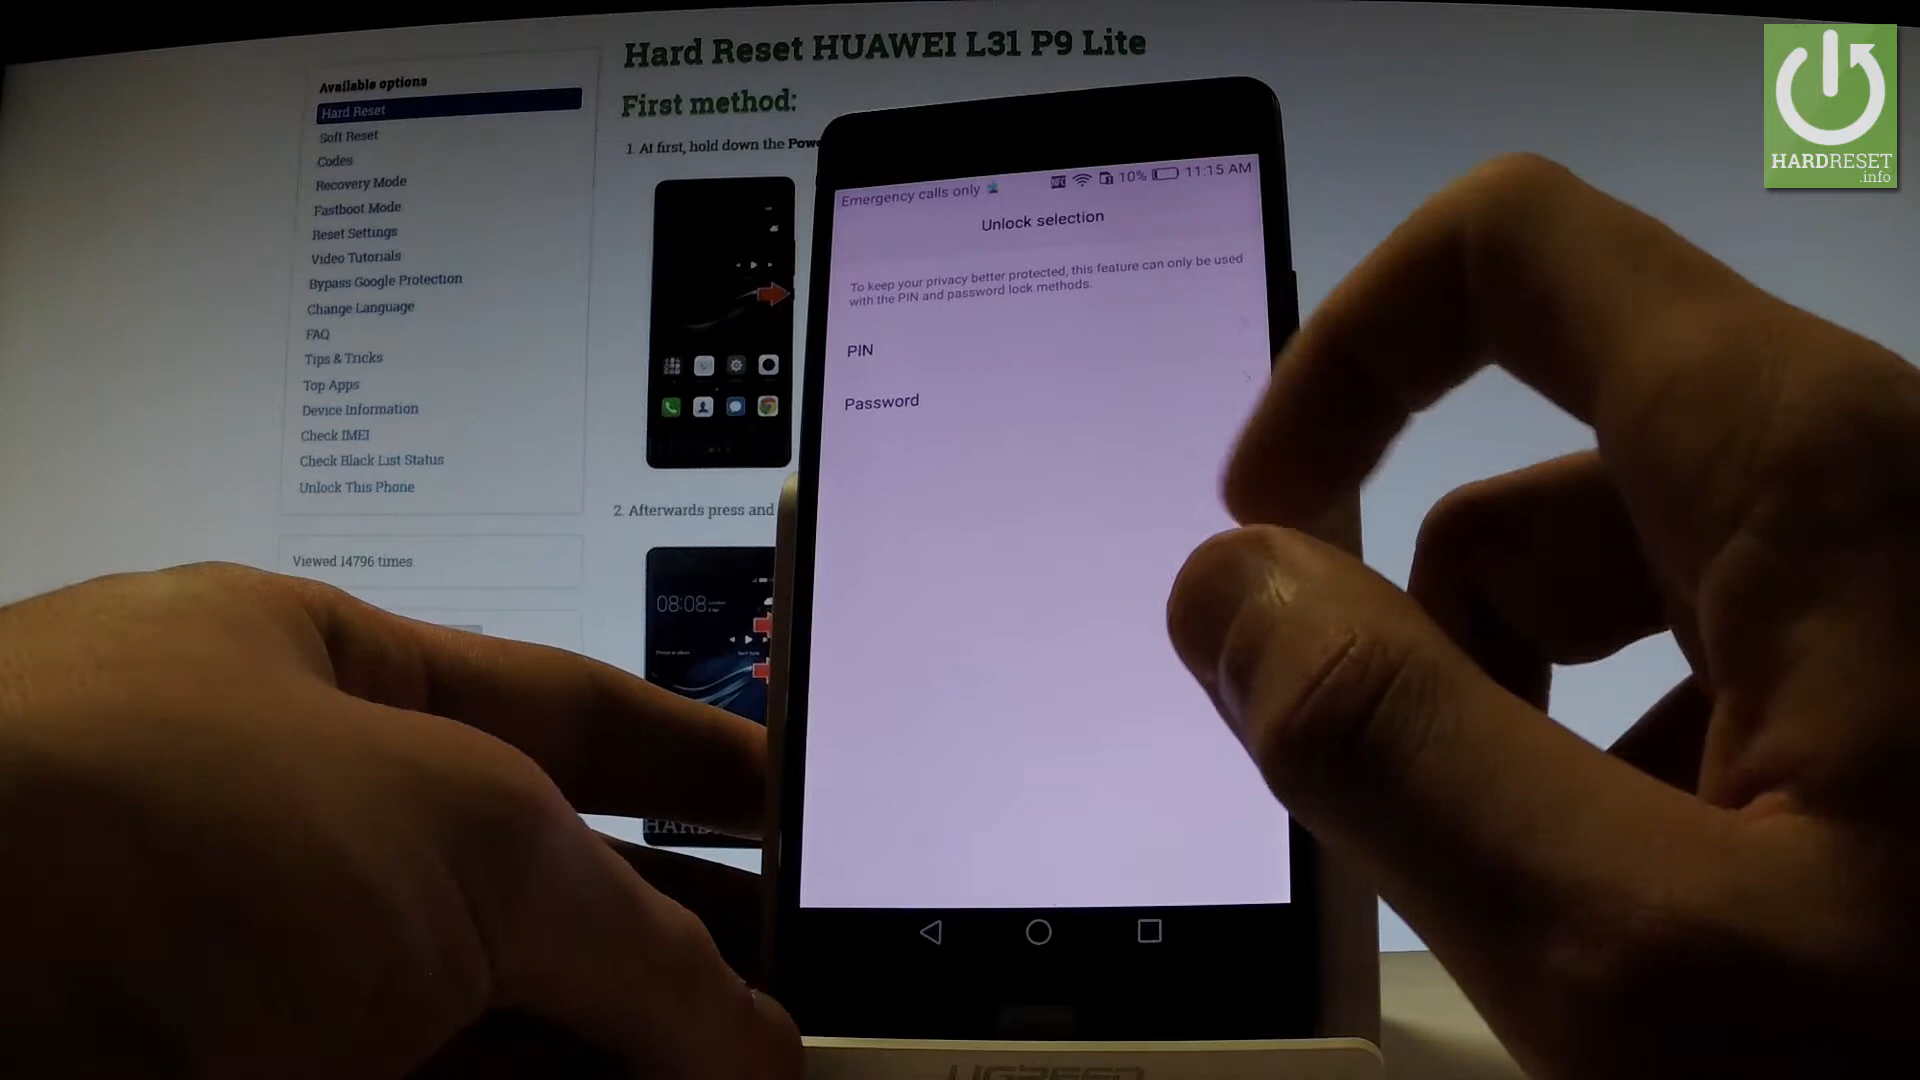 Hard Reset HUAWEI L31 P9 Lite
First method:
1. At first, hold down the
Available options
Hard Reset
Soft Reset
Codes
Recovery Mode
Fastboot Mode
Reset Settings
Video Tutorials
Bypass Google Protection
Change Language
FAQ
Tips & Tricks
Top Apps
Device Information
Check IMEI
Check Black List Status
Unlock This Phone
Viewed 14796 times
2. Afterwards press and
08:08
Emergency calls only
10%
11:15 AM
Unlock selection
To keep your privacy better protected, this feature can only be used
with the PIN and password lock methods.
PIN
Password
UGREEN
HARDRESET
.info